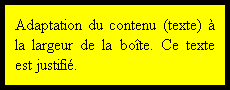 Adaptation du contenu (texte) à
la largeur de la boîte. Ce texte
est justifié.